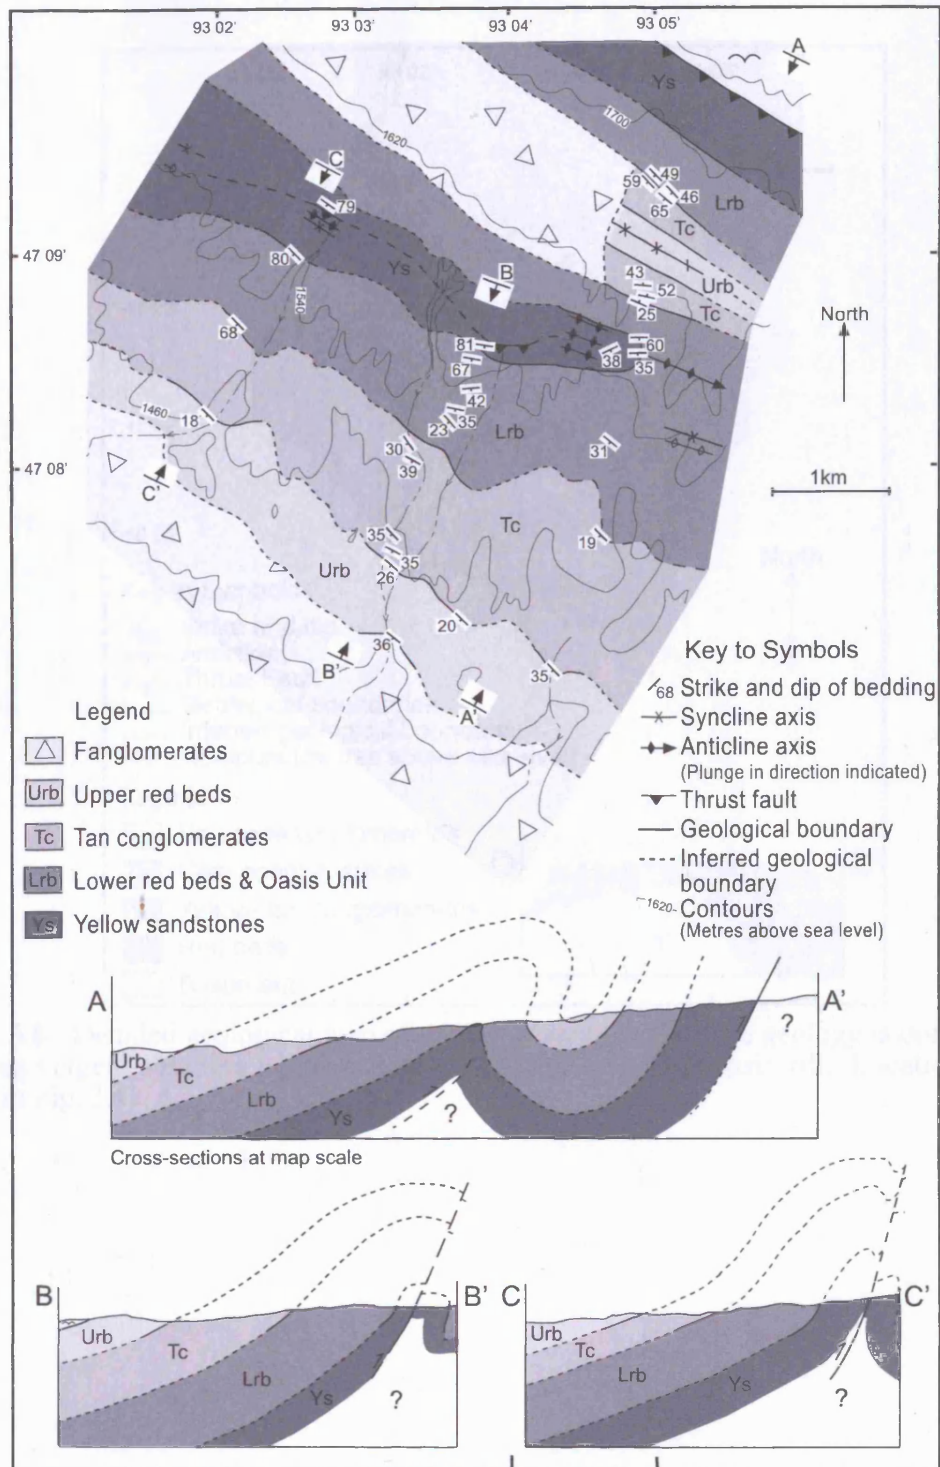 93 02'
93 03'
93 04'
93 05'
A
Ys
1700
1620
C
79
59
49
46
65
Lrb
Tc
47 09'
80
1540
Ys
B
43
52
Urb
Tc
25
North
68
81
67
38
60
35
42
23
35
Lrb
1460
18
30
39
31
47 08'
C'
1km
Tc
35
35
26
19
Urb
20
36
B'
35
A'
Key to Symbols
68 Strike and dip of bedding
Syncline axis
Anticline axis
(Plunge in direction indicated)
Thrust fault
Geological boundary
Inferred geological
boundary
1620 Contours
(Metres above sea level)
Legend
Fanglomerates
Urb Upper red beds
Tc Tan conglomerates
Lrb Lower red beds & Oasis Unit
Ys Yellow sandstones
A
A'
?
Urb
Tc
Lrb
Ys
?
Cross-sections at map scale
B
B'
Urb
Tc
Lrb
Ys
?
C
C'
Urb
Tc
Lrb
Ys
?